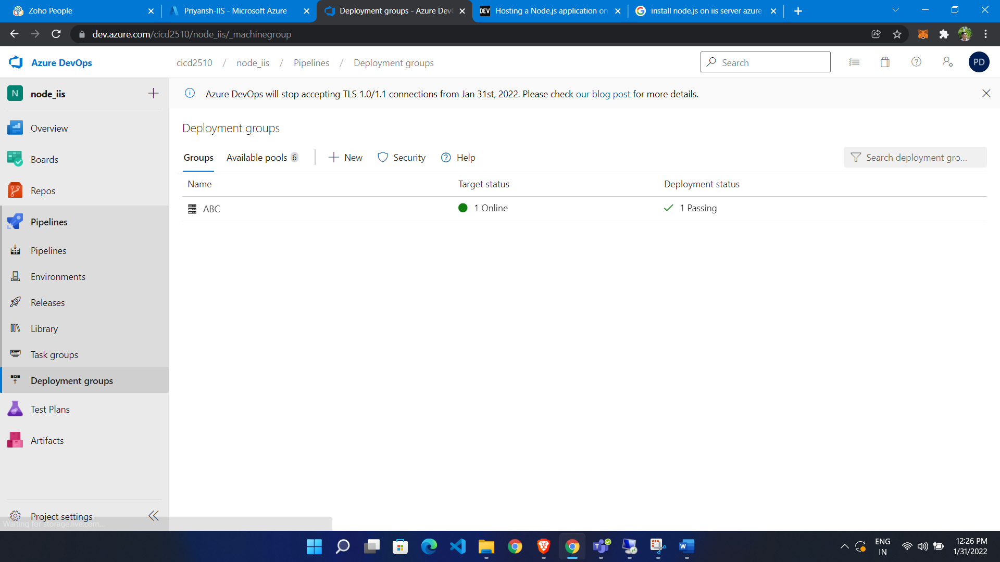 Zoho People
Priyansh-IIS - Microsoft Azure
Deployment groups - Azure Dev
DEV
Hosting a Node.js application on
install node.js on iis server azure
dev.azure.com/cicd2510/node_iis/_machinegroup
Azure DevOps
cicd2510 / node_iis / Pipelines / Deployment groups
Search
PD
N
node_iis
Azure DevOps will stop accepting TLS 1.0/1.1 connections from Jan 31st, 2022. Please check our blog post for more details.
Overview
Boards
Repos
Pipelines
Pipelines
Environments
Releases
Library
Task groups
Deployment groups
Test Plans
Artifacts
Project settings
Waiting for storage.live.com...
Deployment groups
Groups
Available pools 6
New
Security
Help
Search deployment gro...
Name
Target status
Deployment status
ABC
1 Online
1 Passing
ENG
IN
12:26 PM
1/31/2022